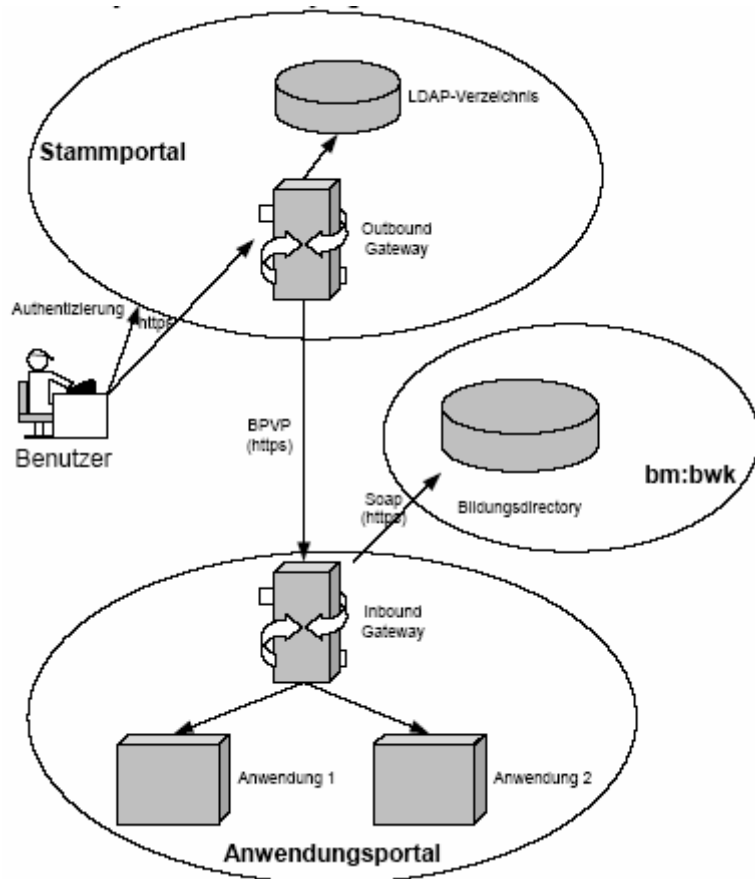 LDAP-Verzeichnis
Stammportal
Outbound
Gateway
Authentizierung
https
Benutzer
BPVP
(https)
bm:bwk
Soap
(https)
Bildungsdirectory
Inbound
Gateway
Anwendung 1
Anwendung 2
Anwendungsportal